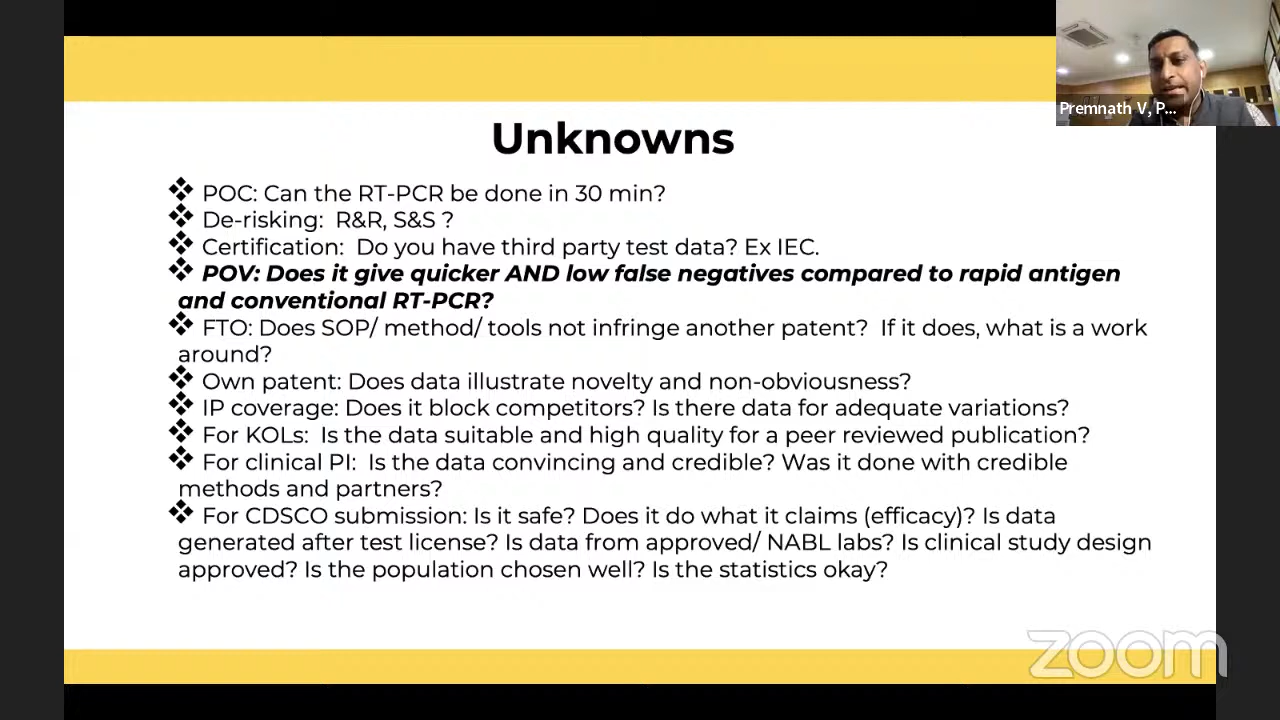 Premnath V, P...
Unknowns
❖ POC: Can the RT-PCR be done in 30 min?
❖ De-risking: R&R, S&S ?
❖ Certification: Do you have third party test data? Ex IEC.
❖ POV: Does it give quicker AND low false negatives compared to rapid antigen
and conventional RT-PCR?
❖ FTO: Does SOP/ method/ tools not infringe another patent? If it does, what is a work
around?
❖ Own patent: Does data illustrate novelty and non-obviousness?
❖ IP coverage: Does it block competitors? Is there data for adequate variations?
❖ For KOLs: Is the data suitable and high quality for a peer reviewed publication?
❖ For clinical PI: Is the data convincing and credible? Was it done with credible
methods and partners?
❖ For CDSCO submission: Is it safe? Does it do what it claims (efficacy)? Is data
generated after test license? Is data from approved/ NABL labs? Is clinical study design
approved? Is the population chosen well? Is the statistics okay?
zoom